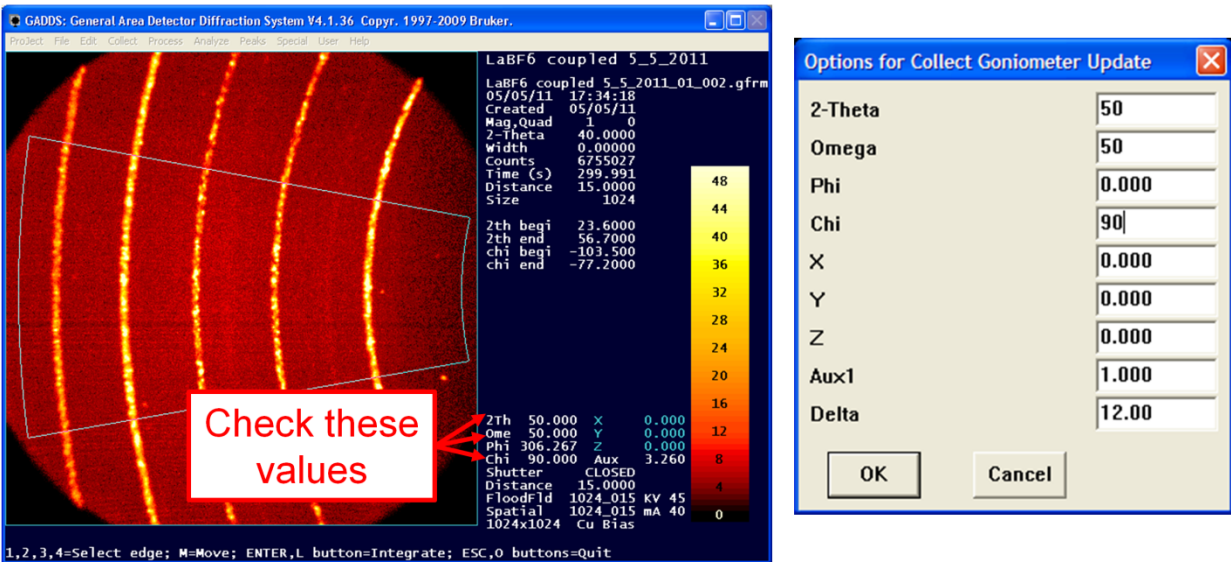 GADDS: General Area Detector Diffraction System V4.1.36 Copyr. 1997-2009 Bruker.
Project File Edit Collect Process Analyze Peaks Special User Help
LaBF6 coupled 5_5_2011
LaBF6 coupled 5_5_2011_01_002.gfrm
05/05/11 17:34:18
Created 05/05/11
Mag,Quad 1 0
2-Theta 40.0000
Width 0.00000
Counts 6755027
Time (s) 299.991
Distance 15.0000
Size 1024
2th begi 23.6000
2th end 56.7000
chi begi -103.500
chi end -77.2000
48
44
40
36
32
28
24
20
16
12
8
4
0
Check these
values
2Th 50.000 X 0.000
Ome 50.000 Y 0.000
Phi 306.267 Z 0.000
Chi 90.000 Aux 3.260
Shutter CLOSED
Distance 15.0000
FloodFld 1024_015 KV 45
Spatial 1024_015 mA 40
1024x1024 Cu Bias
1,2,3,4=Select edge; M=Move; ENTER,L button=Integrate; ESC,O buttons=Quit
Options for Collect Goniometer Update
2-Theta 50
Omega 50
Phi 0.000
Chi 90
X 0.000
Y 0.000
Z 0.000
Aux1 1.000
Delta 12.00
OK Cancel